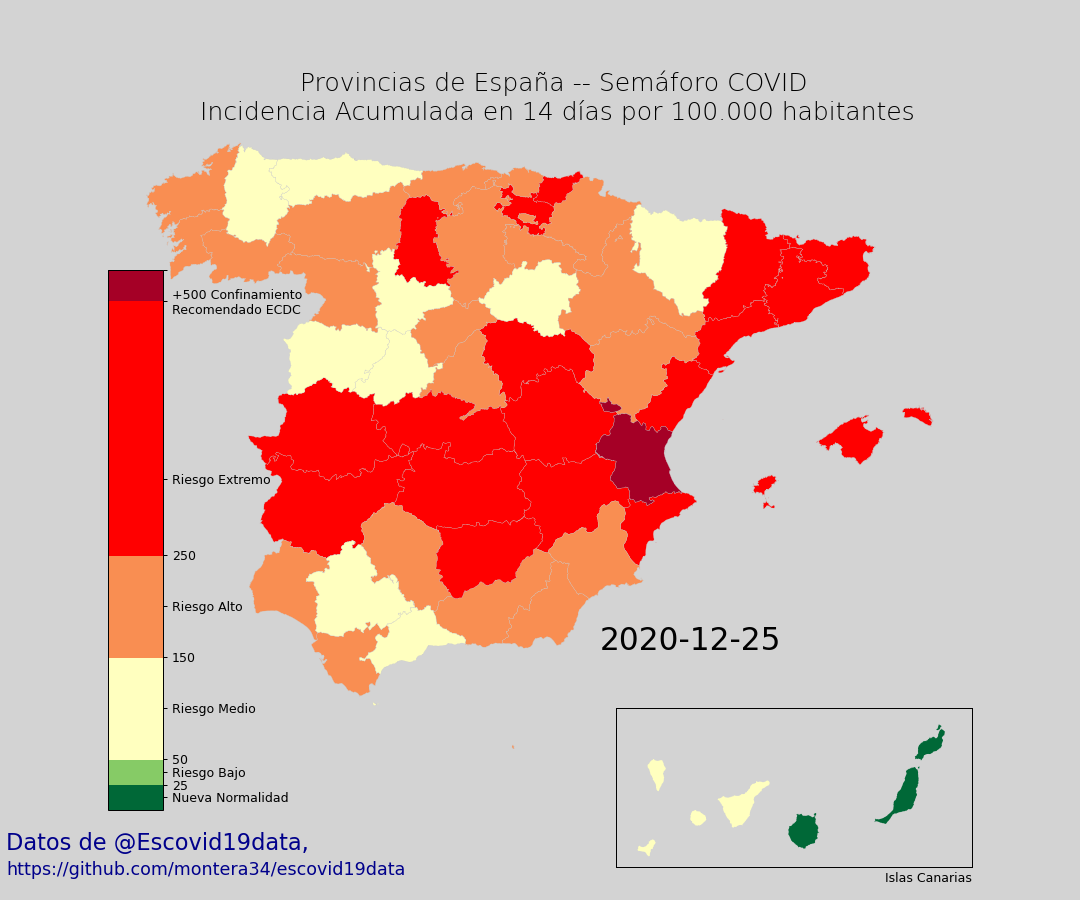 Provincias de España -- Semáforo COVID
Incidencia Acumulada en 14 días por 100.000 habitantes
+500 Confinamiento
Recomendado ECDC
Riesgo Extremo
250
Riesgo Alto
150
Riesgo Medio
50
Riesgo Bajo
25
Nueva Normalidad
2020-12-25
Islas Canarias
Datos de @Escovid19data,
https://github.com/montera34/escovid19data